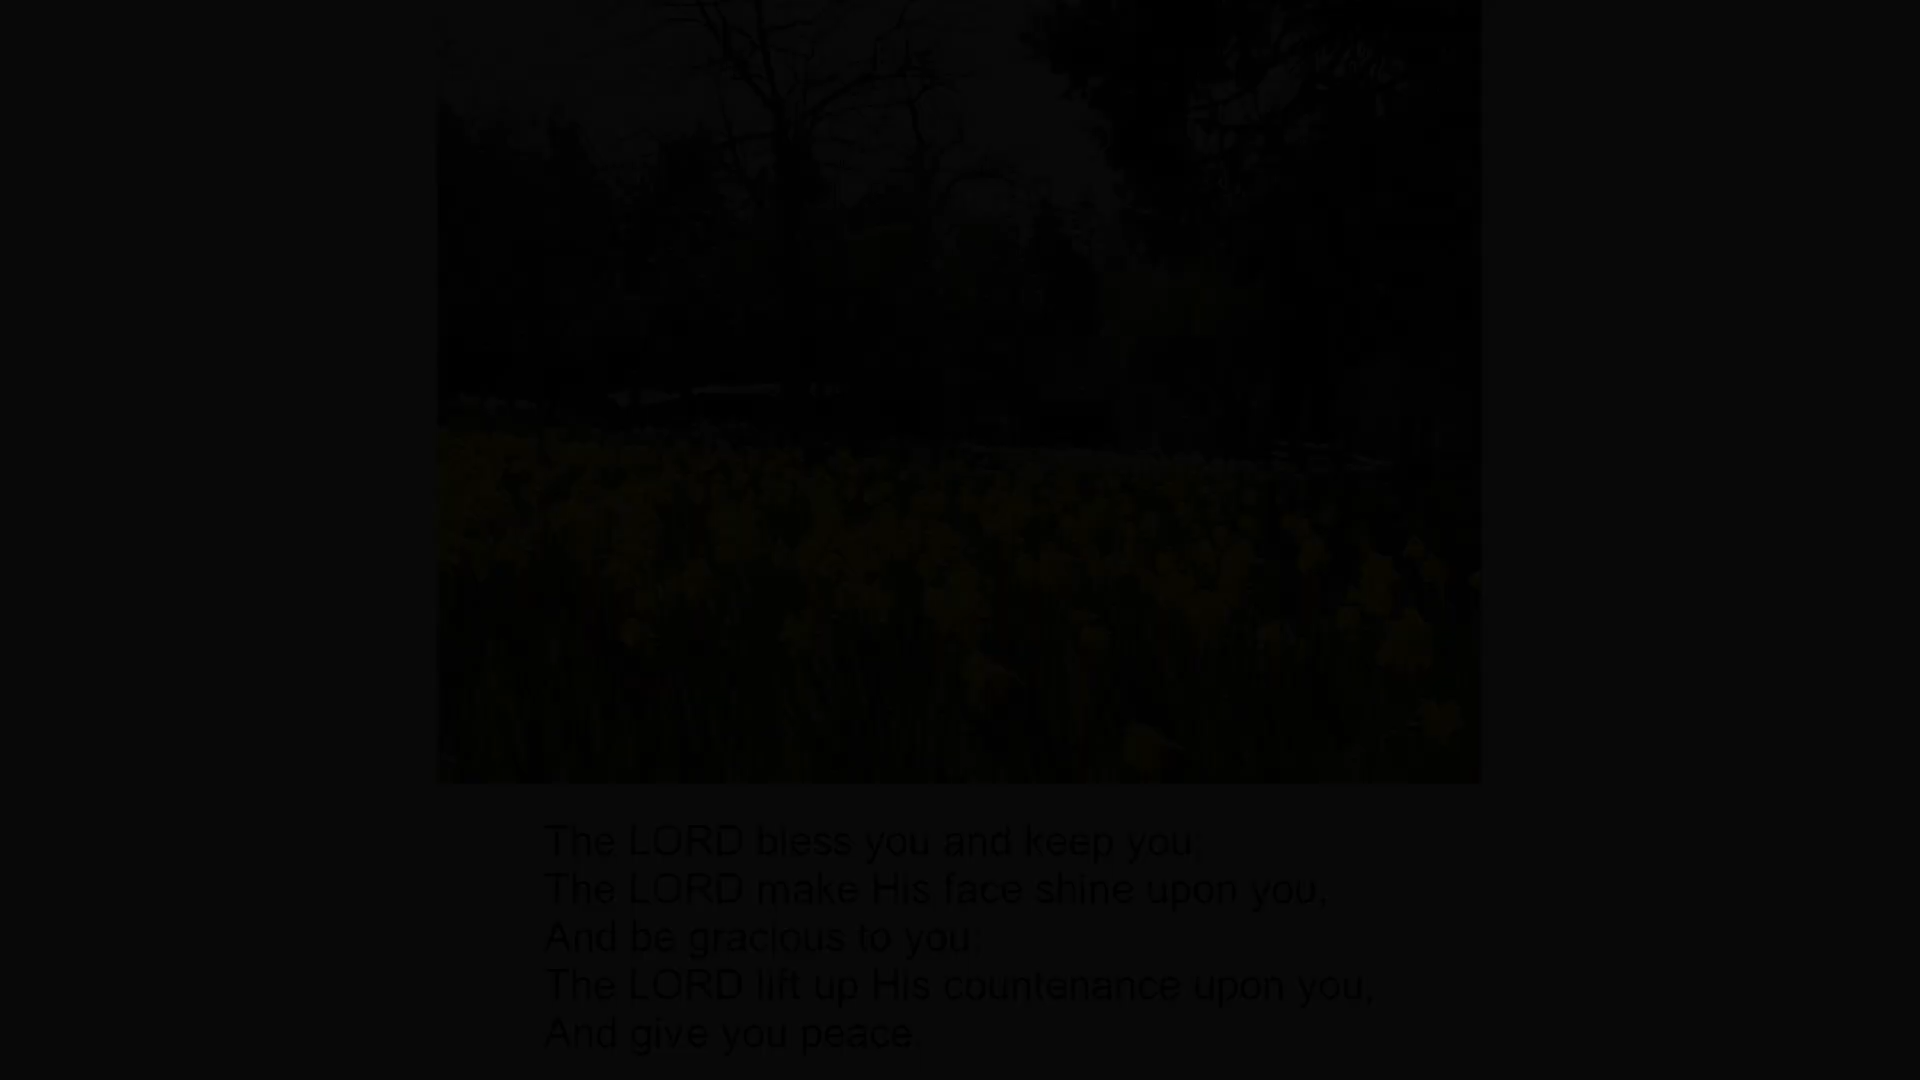 The LORD bless you and keep you;
The LORD make His face shine upon you,
And be gracious to you;
The LORD lift up His countenance upon you,
And give you peace.